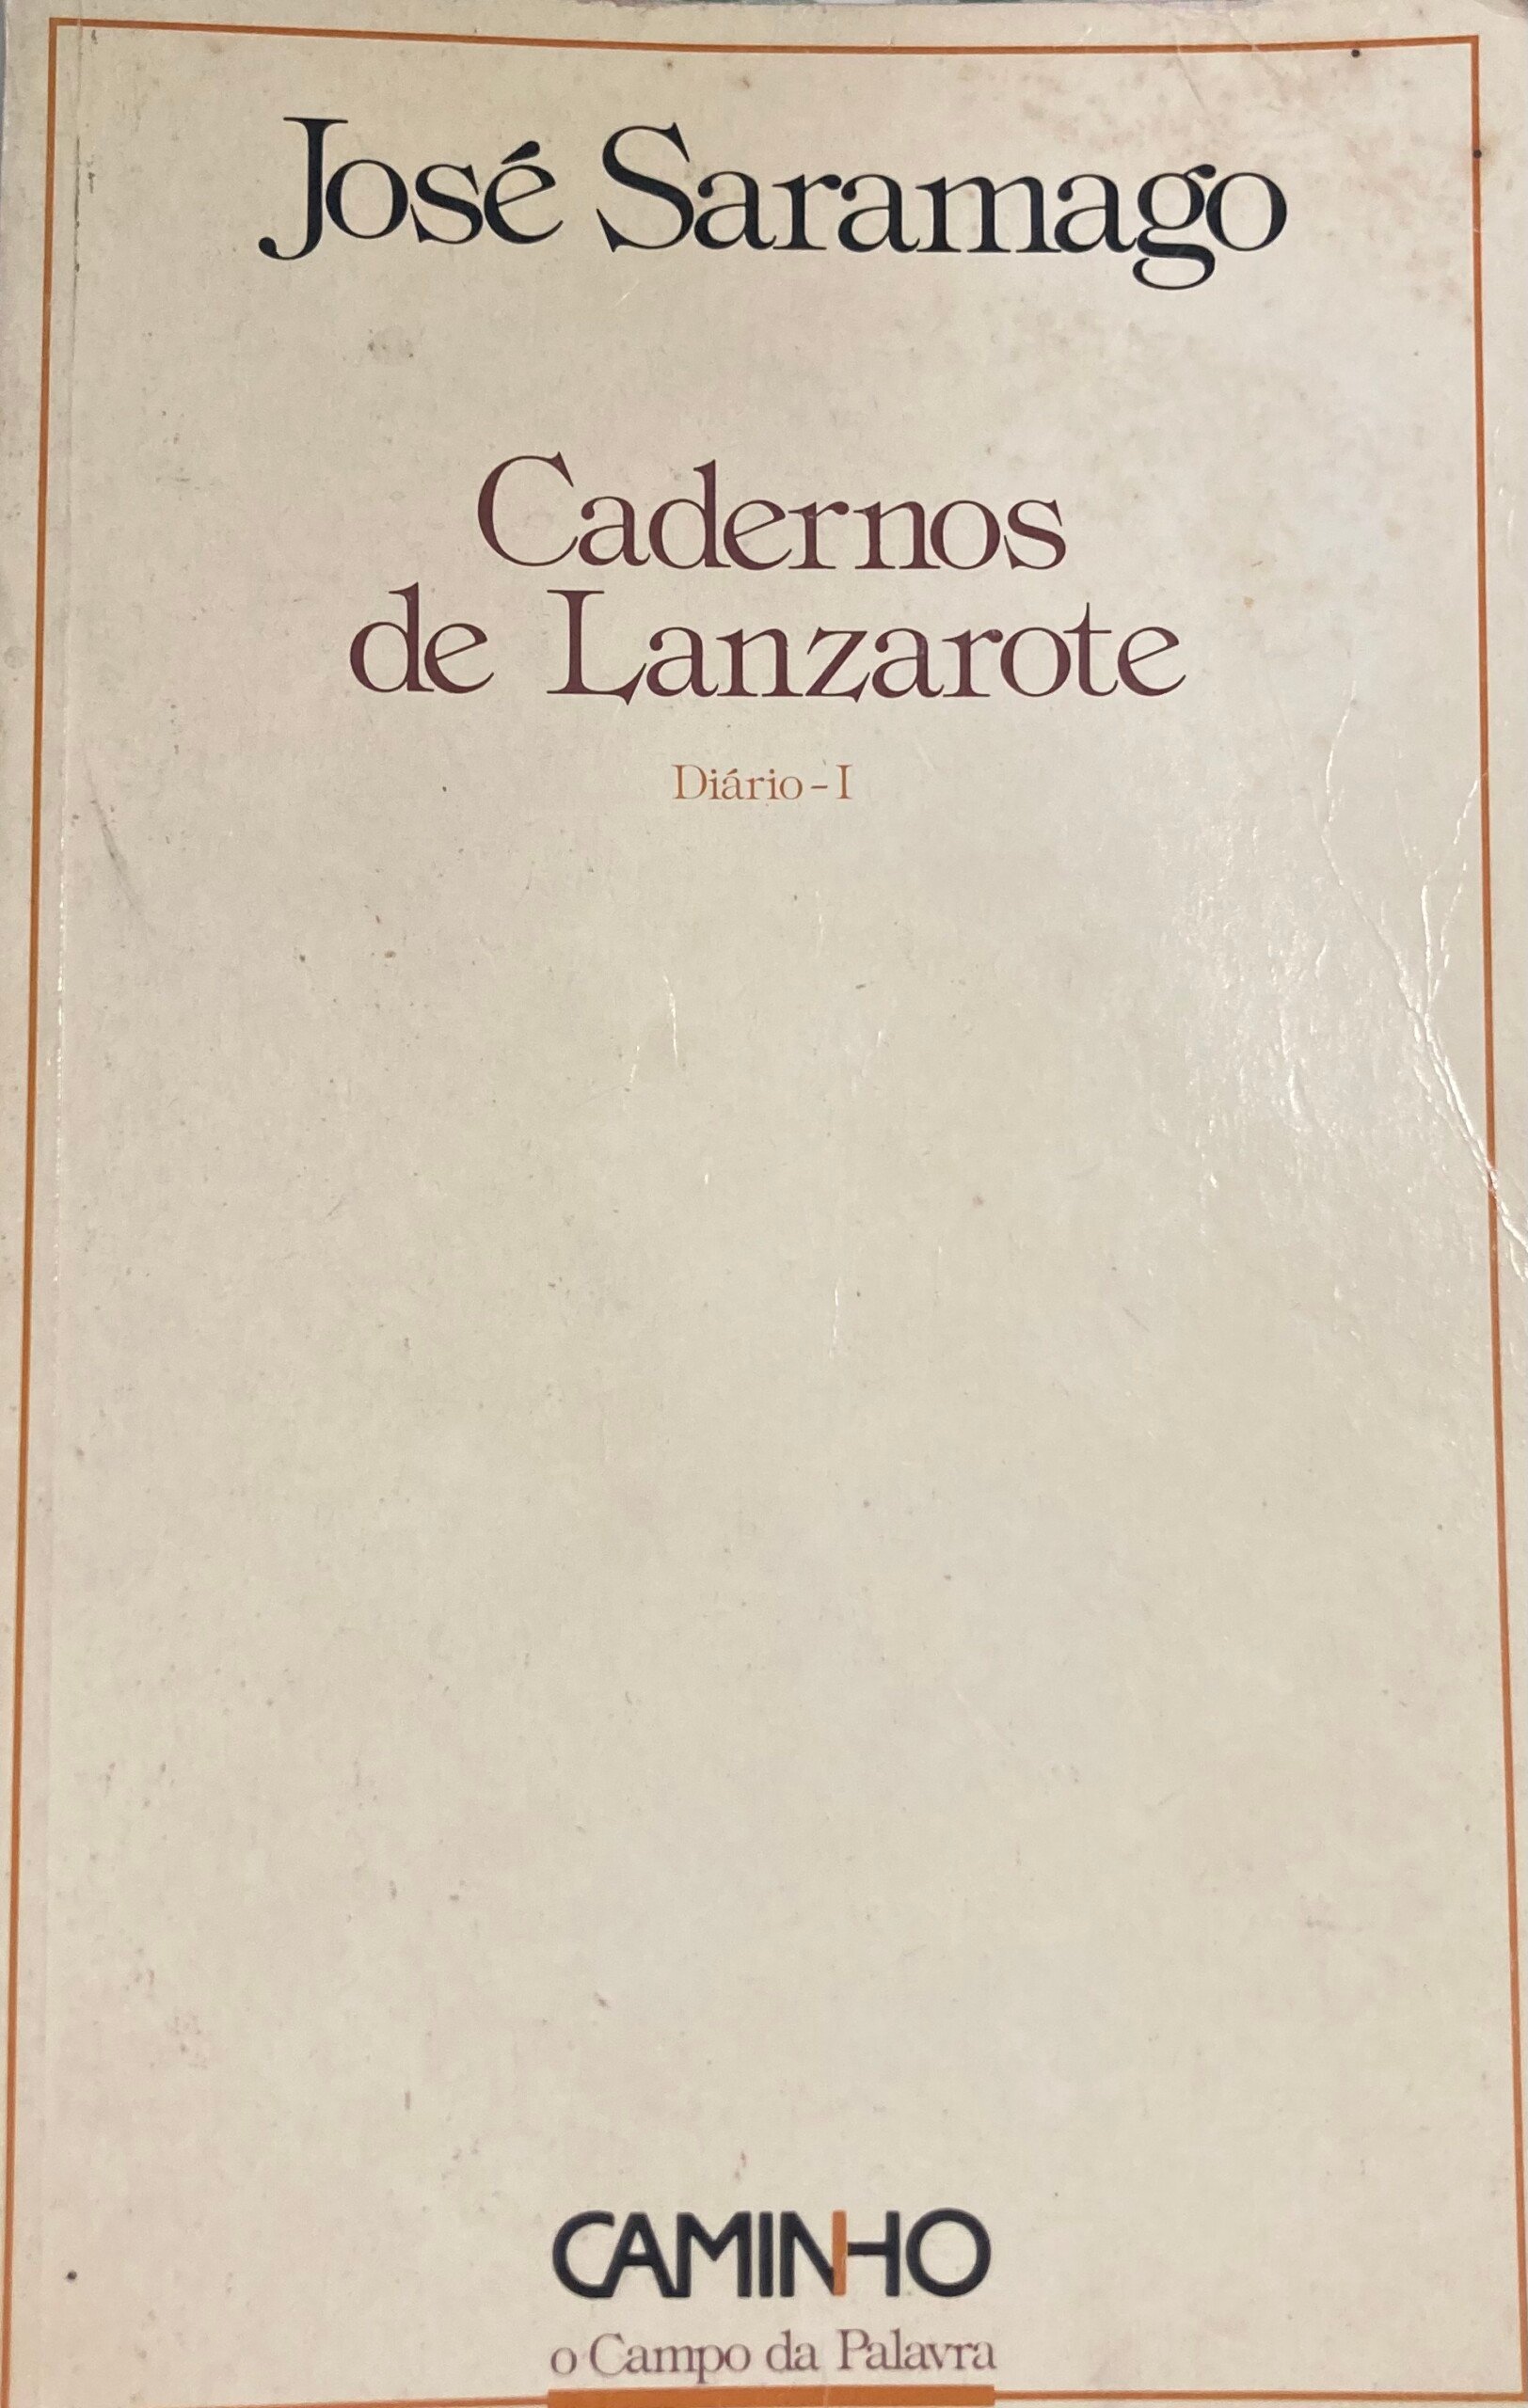 José Saramago
Cadernos
de Lanzarote
Diário - I
CAMINHO
o Campo da Palavra